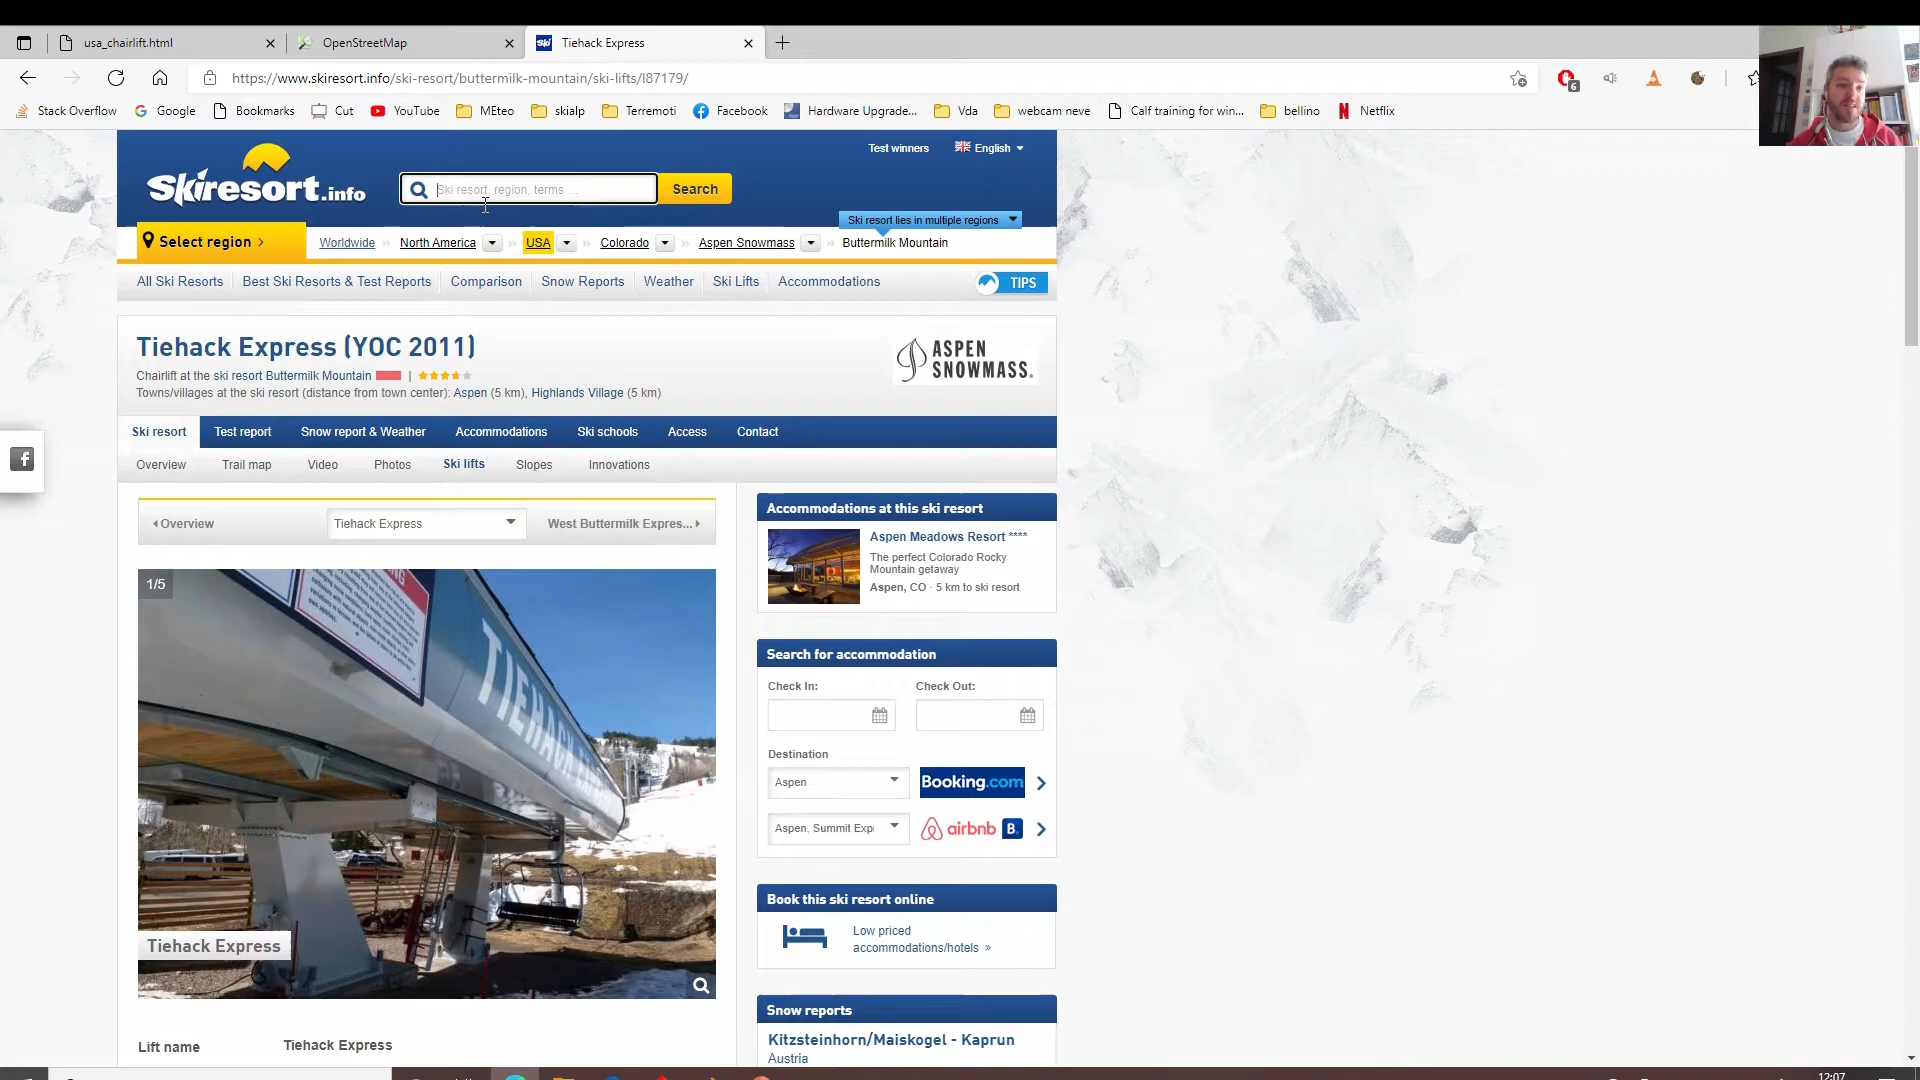 usa_chairlift.html
OpenStreetMap
Tiehack Express
https://www.skiresort.info/ski-resort/buttermilk-mountain/ski-lifts/l87179/
6
Stack Overflow
Google
Bookmarks
Cut
YouTube
MEteo
skialp
Terremoti
Facebook
Hardware Upgrade...
Vda
webcam neve
Calf training for win...
bellino
Netflix
Skiresort.info
Ski resort, region, terms ...
Search
Test winners
English
Ski resort lies in multiple regions
Select region
Worldwide
North America
USA
Colorado
Aspen Snowmass
Buttermilk Mountain
All Ski Resorts
Best Ski Resorts & Test Reports
Comparison
Snow Reports
Weather
Ski Lifts
Accommodations
TIPS
Tiehack Express (YOC 2011)
Chairlift at the ski resort Buttermilk Mountain
Towns/villages at the ski resort (distance from town center): Aspen (5 km), Highlands Village (5 km)
ASPEN
SNOWMASS.
Ski resort
Test report
Snow report & Weather
Accommodations
Ski schools
Access
Contact
Overview
Trail map
Video
Photos
Ski lifts
Slopes
Innovations
Overview
Tiehack Express
West Buttermilk Expres...
1/5
TIEHACK
Tiehack Express
Lift name
Tiehack Express
Accommodations at this ski resort
Aspen Meadows Resort ****
The perfect Colorado Rocky
Mountain getaway
Aspen, CO · 5 km to ski resort
Search for accommodation
Check In:
Check Out:
Destination
Aspen
Booking.com
Aspen, Summit Expr
airbnb
B.
Book this ski resort online
Low priced
accommodations/hotels »
Snow reports
Kitzsteinhorn/Maiskogel - Kaprun
Austria
12:07